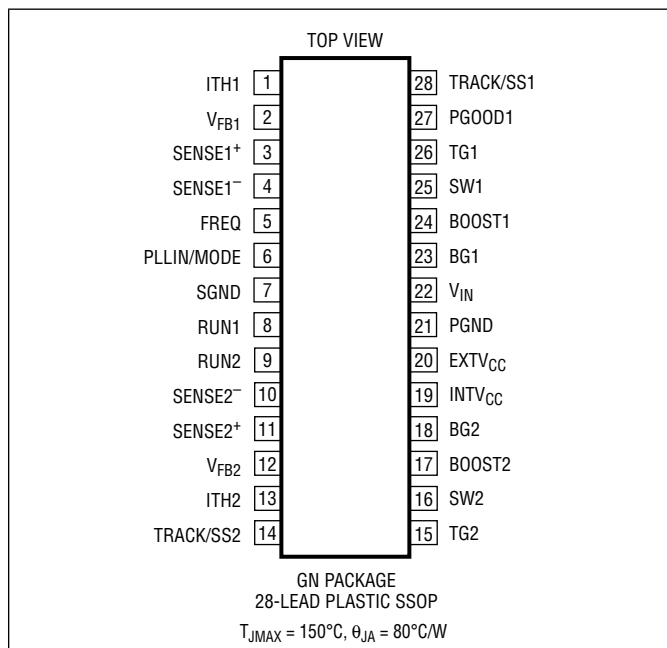 TOP VIEW
ITH1 1 28 TRACK/SS1
VFB1 2 27 PGOOD1
SENSE1+ 3 26 TG1
SENSE1– 4 25 SW1
FREQ 5 24 BOOST1
PLLIN/MODE 6 23 BG1
SGND 7 22 VIN
RUN1 8 21 PGND
RUN2 9 20 EXTVCC
SENSE2– 10 19 INTVCC
SENSE2+ 11 18 BG2
VFB2 12 17 BOOST2
ITH2 13 16 SW2
TRACK/SS2 14 15 TG2
GN PACKAGE
28-LEAD PLASTIC SSOP
TJMAX = 150°C, θJA = 80°C/W